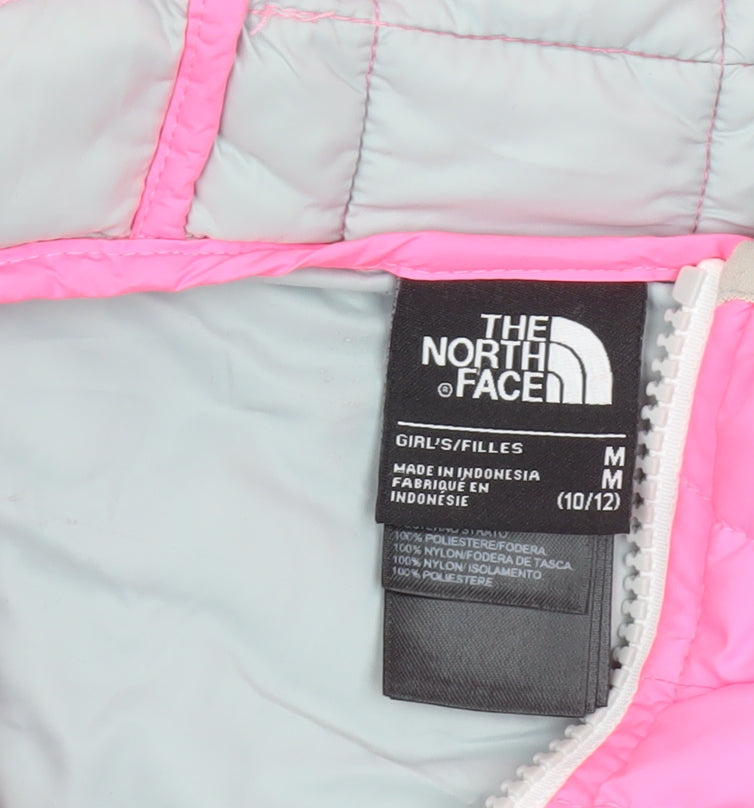 THE
NORTH
® FACE
GIRL'S/FILLES M
MADE IN INDONESIA M
FABRIQUÉ EN
INDONÉSIE (10/12)
100% POLIESTERE/FODERA
100% NYLON/FODERA DE TASCA
100% NYLON/ISOLAMENTO
100% POLIESTERE